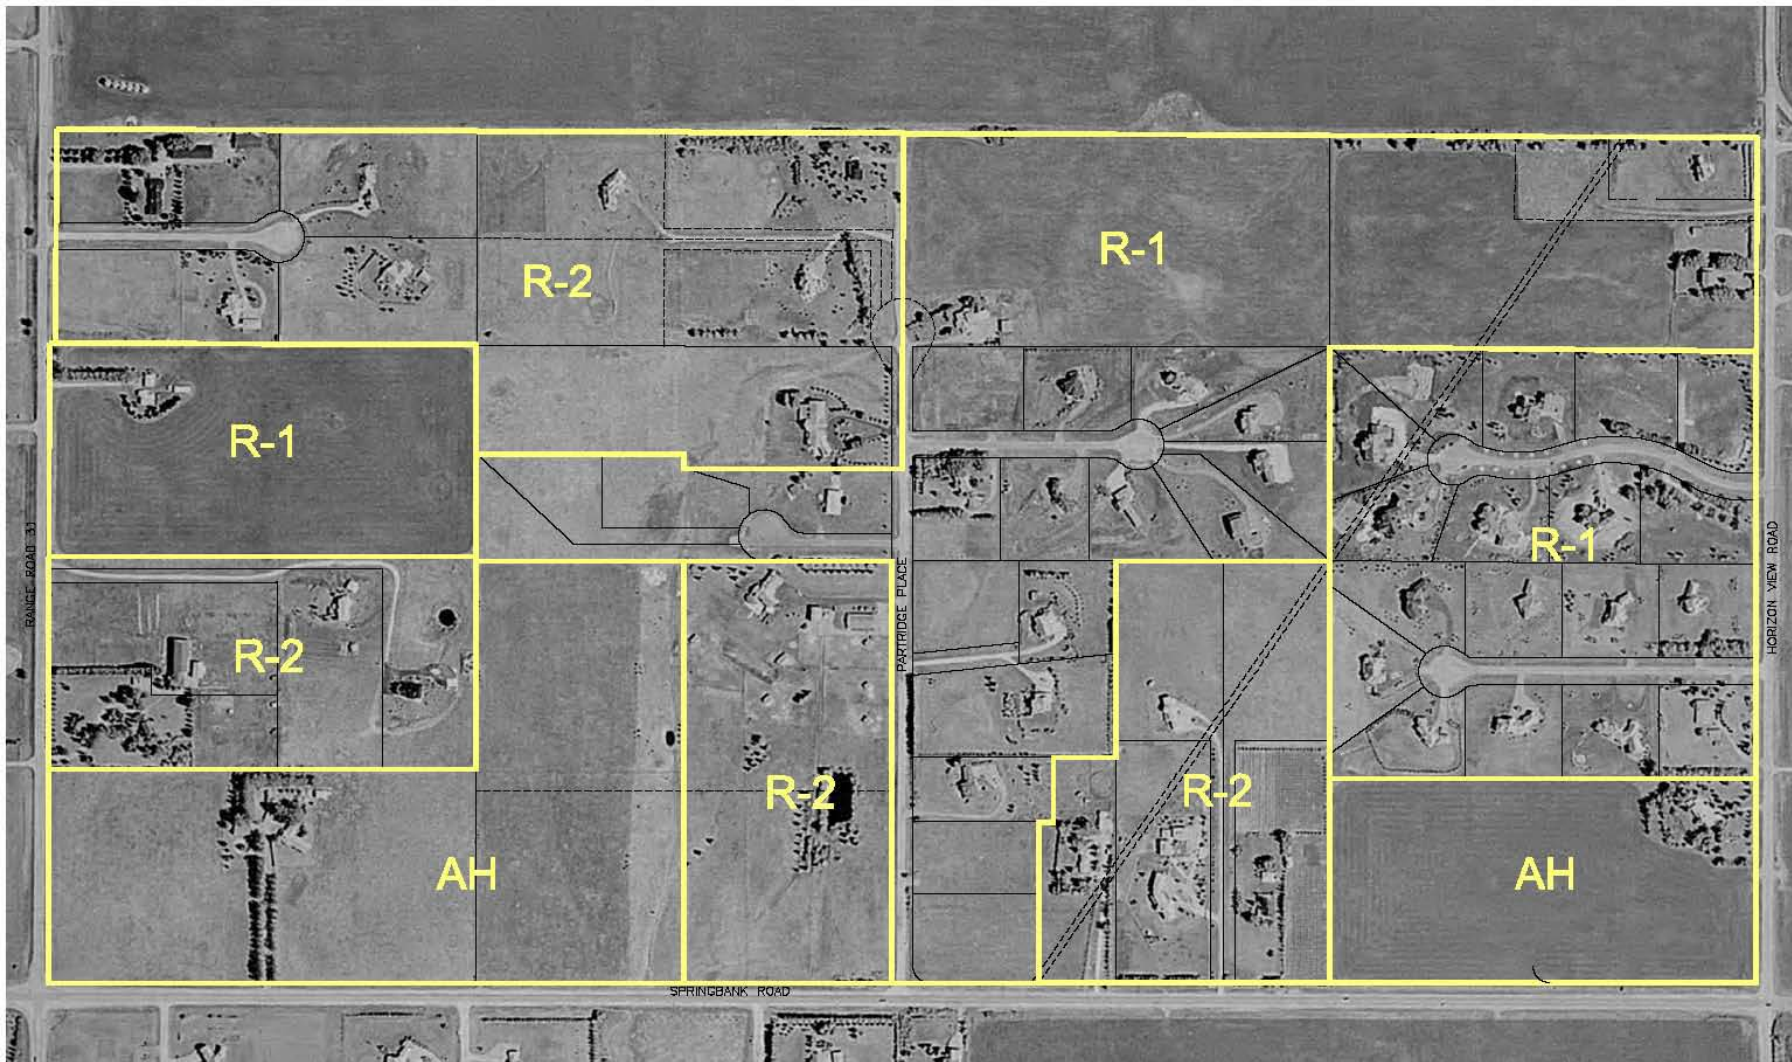 R-1
R-2
R-1
R-1
RANGE ROAD 31
PARTRIDGE PLACE
HORIZON VIEW ROAD
R-2
R-2
R-2
AH
AH
SPRINGBANK ROAD